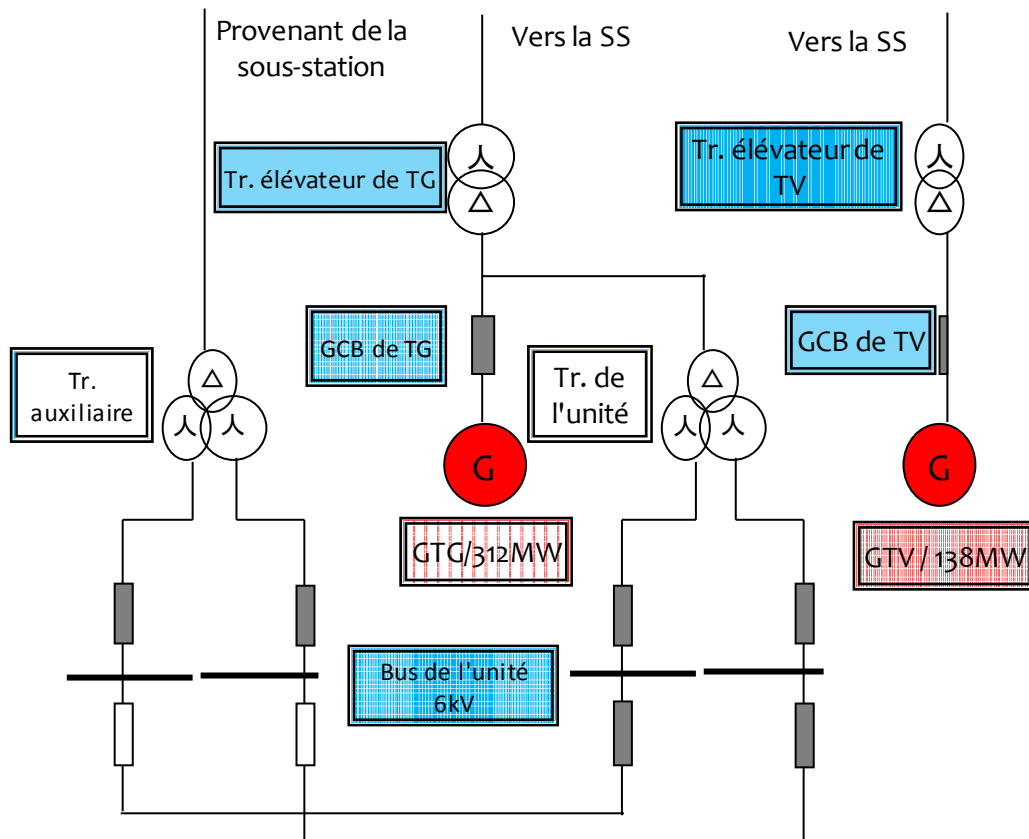 Provenant de la
sous-station
Vers la SS
Vers la SS
Tr. élévateur de TG
Tr. élévateur de
TV
GCB de TG
GCB de TV
Tr.
auxiliaire
Tr. de
l'unité
G
G
GTG/312MW
GTV / 138MW
Bus de l'unité
6kV